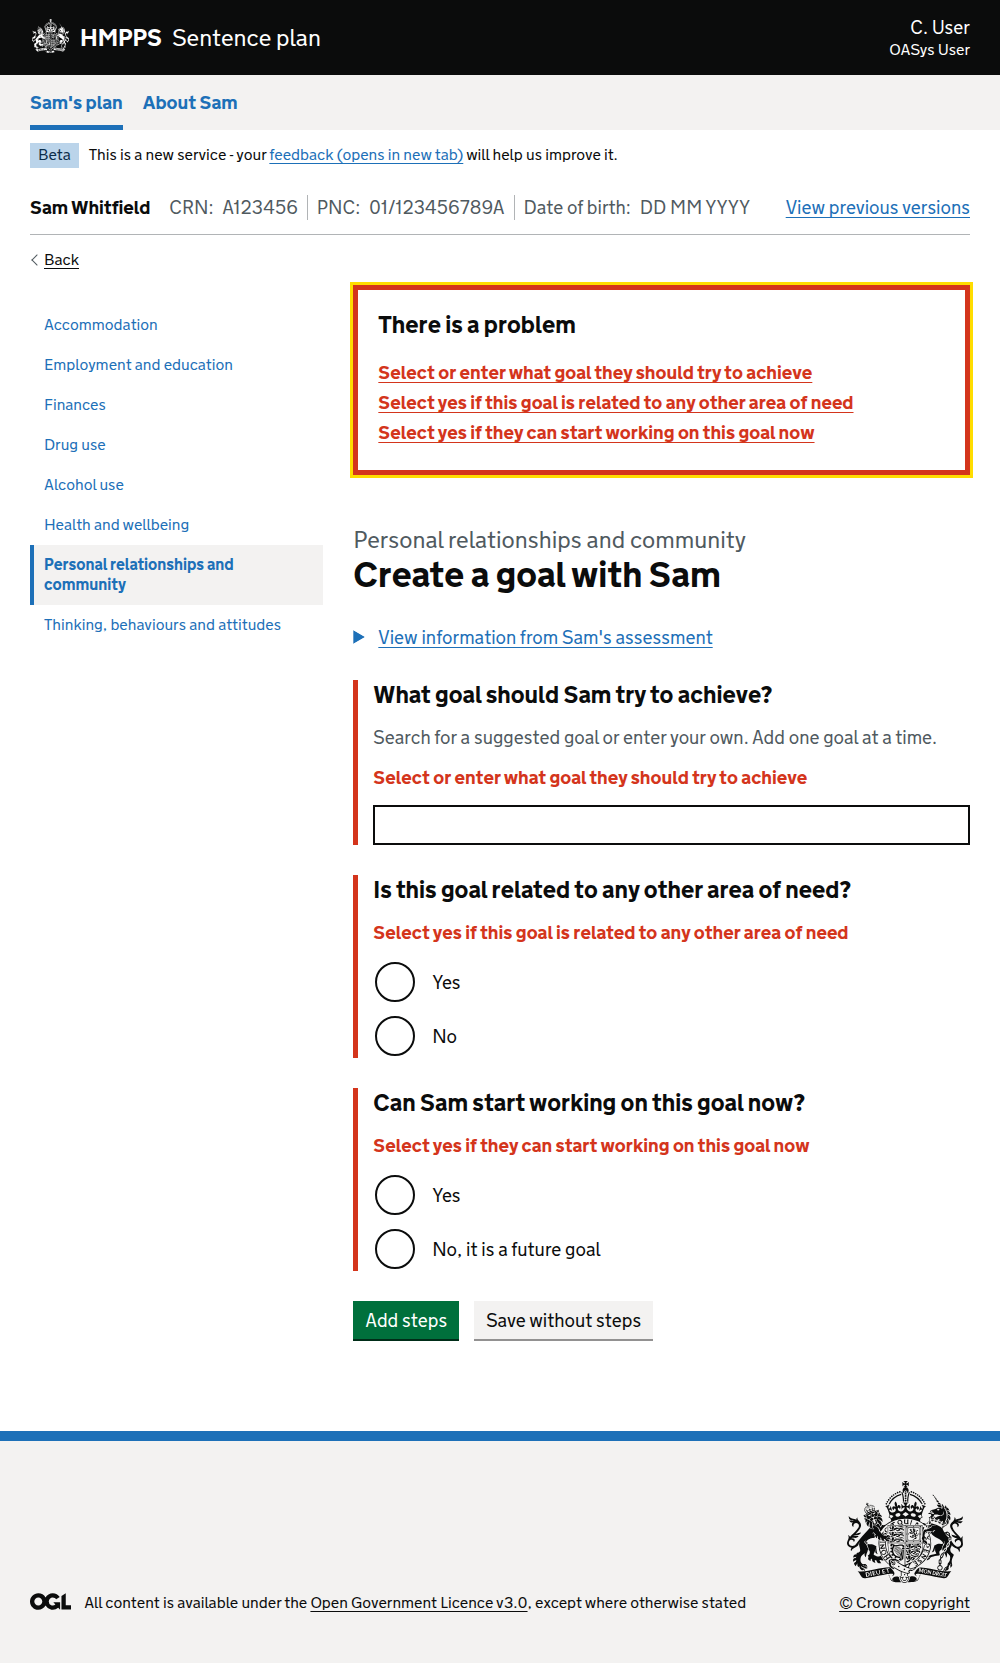 HMPPS Sentence plan
C. User
OASys User
Sam's plan About Sam
Beta This is a new service - your feedback (opens in new tab) will help us improve it.
Sam Whitfield CRN: A123456 PNC: 01/123456789A Date of birth: DD MM YYYY View previous versions
Back
Accommodation
Employment and education
Finances
Drug use
Alcohol use
Health and wellbeing
Personal relationships and
community
Thinking, behaviours and attitudes
There is a problem
Select or enter what goal they should try to achieve
Select yes if this goal is related to any other area of need
Select yes if they can start working on this goal now
Personal relationships and community
Create a goal with Sam
View information from Sam's assessment
What goal should Sam try to achieve?
Search for a suggested goal or enter your own. Add one goal at a time.
Select or enter what goal they should try to achieve
Is this goal related to any other area of need?
Select yes if this goal is related to any other area of need
Yes
No
Can Sam start working on this goal now?
Select yes if they can start working on this goal now
Yes
No, it is a future goal
Add steps Save without steps
DIEU ET MON DROIT
OGL All content is available under the Open Government Licence v3.0, except where otherwise stated
© Crown copyright